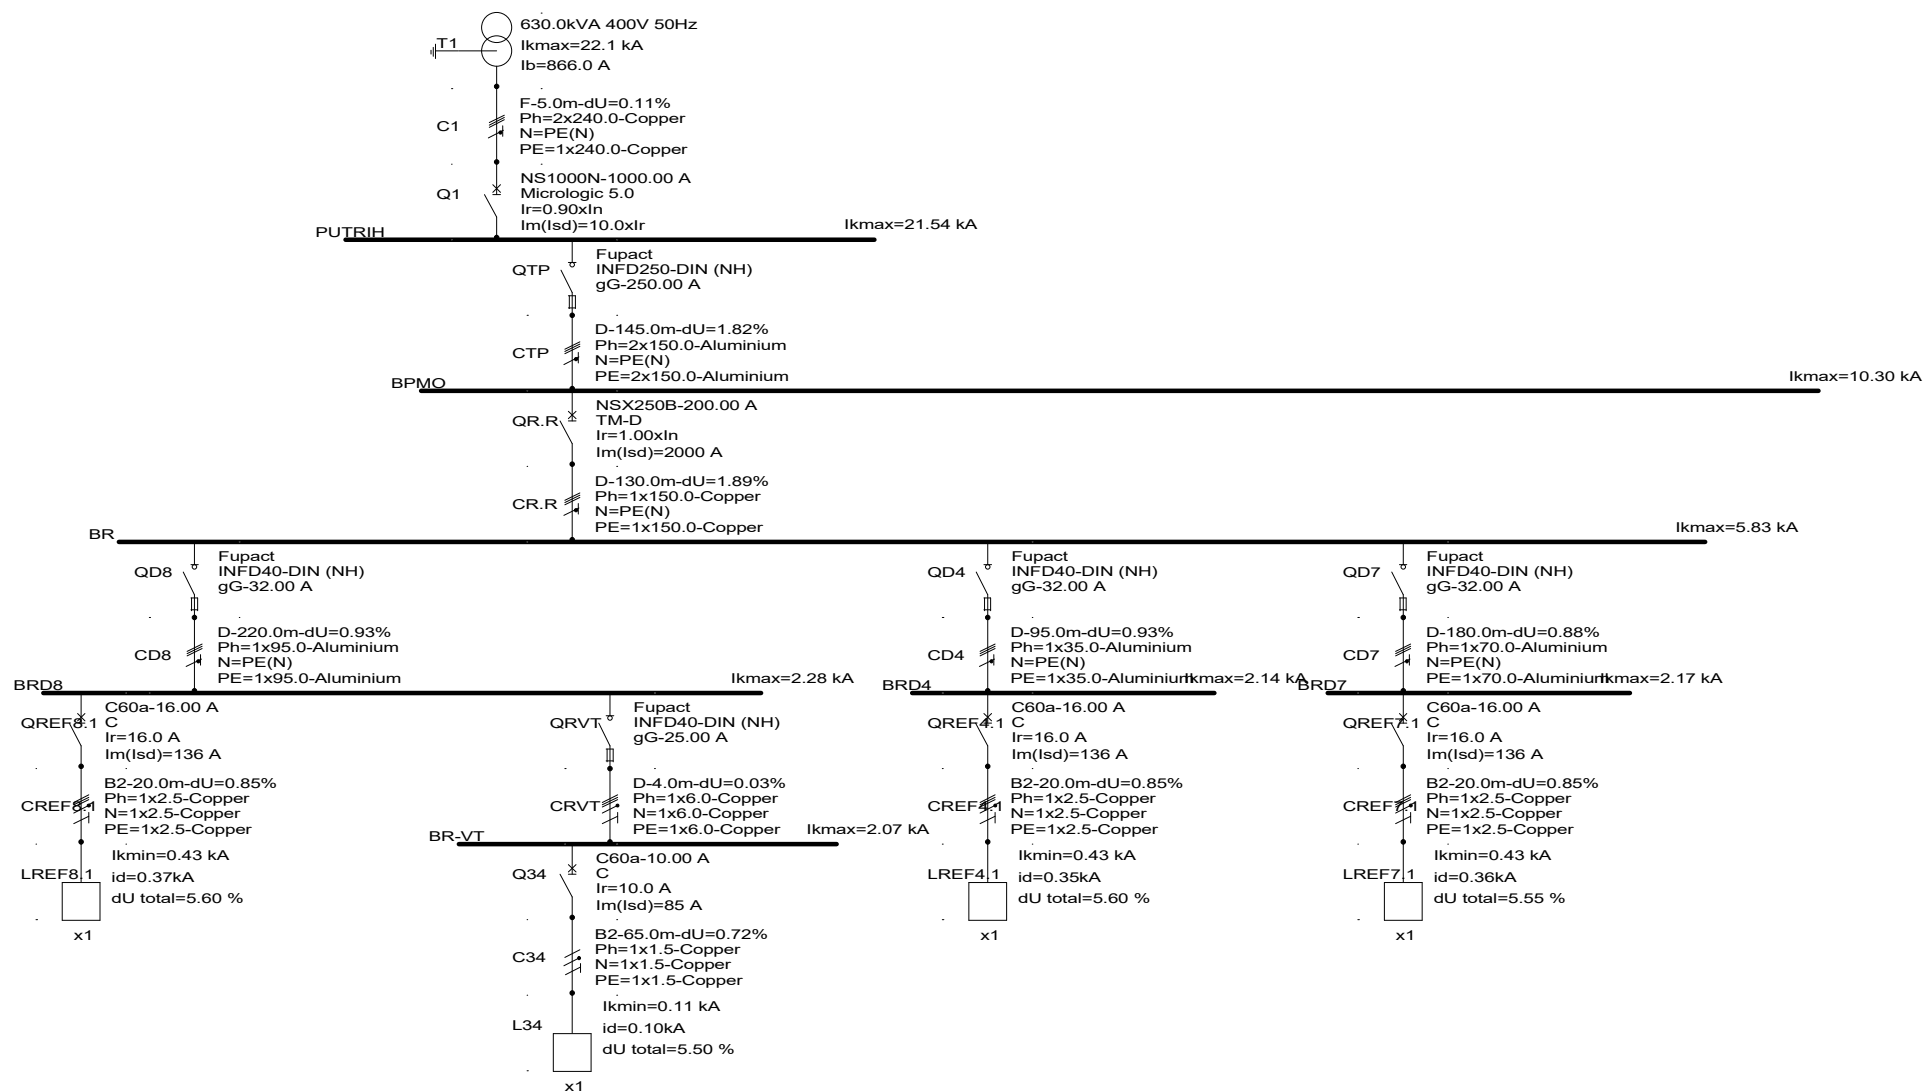 630.0kVA 400V 50Hz
T1
Ikmax=22.1 kA
Ib=866.0 A
F-5.0m-dU=0.11%
C1
Ph=2x240.0-Copper
N=PE(N)
PE=1x240.0-Copper
NS1000N-1000.00 A
Q1
Micrologic 5.0
Ir=0.90xIn
Im(Isd)=10.0xIr
PUTRIH
Ikmax=21.54 kA
Fupact
QTP
INFD250-DIN (NH)
gG-250.00 A
D-145.0m-dU=1.82%
CTP
Ph=2x150.0-Aluminium
N=PE(N)
PE=2x150.0-Aluminium
BPMO
Ikmax=10.30 kA
NSX250B-200.00 A
QR.R
TM-D
Ir=1.00xIn
Im(Isd)=2000 A
D-130.0m-dU=1.89%
CR.R
Ph=1x150.0-Copper
N=PE(N)
PE=1x150.0-Copper
BR
Ikmax=5.83 kA
Fupact
QD8
INFD40-DIN (NH)
gG-32.00 A
D-220.0m-dU=0.93%
CD8
Ph=1x95.0-Aluminium
N=PE(N)
PE=1x95.0-Aluminium
BRD8
Ikmax=2.28 kA
C60a-16.00 A
QREF8.1
C
Ir=16.0 A
Im(Isd)=136 A
B2-20.0m-dU=0.85%
CREF8.1
Ph=1x2.5-Copper
N=1x2.5-Copper
PE=1x2.5-Copper
Ikmin=0.43 kA
LREF8.1
id=0.37kA
dU total=5.60 %
x1
Fupact
QRVT
INFD40-DIN (NH)
gG-25.00 A
D-4.0m-dU=0.03%
CRVT
Ph=1x6.0-Copper
N=1x6.0-Copper
PE=1x6.0-Copper
BR-VT
Ikmax=2.07 kA
C60a-10.00 A
Q34
C
Ir=10.0 A
Im(Isd)=85 A
B2-65.0m-dU=0.72%
C34
Ph=1x1.5-Copper
N=1x1.5-Copper
PE=1x1.5-Copper
Ikmin=0.11 kA
L34
id=0.10kA
dU total=5.50 %
x1
Fupact
QD4
INFD40-DIN (NH)
gG-32.00 A
D-95.0m-dU=0.93%
CD4
Ph=1x35.0-Aluminium
N=PE(N)
PE=1x35.0-Aluminium
BRD4
Ikmax=2.14 kA
C60a-16.00 A
QREF4.1
C
Ir=16.0 A
Im(Isd)=136 A
B2-20.0m-dU=0.85%
CREF4.1
Ph=1x2.5-Copper
N=1x2.5-Copper
PE=1x2.5-Copper
Ikmin=0.43 kA
LREF4.1
id=0.35kA
dU total=5.60 %
x1
Fupact
QD7
INFD40-DIN (NH)
gG-32.00 A
D-180.0m-dU=0.88%
CD7
Ph=1x70.0-Aluminium
N=PE(N)
PE=1x70.0-Aluminium
BRD7
Ikmax=2.17 kA
C60a-16.00 A
QREF7.1
C
Ir=16.0 A
Im(Isd)=136 A
B2-20.0m-dU=0.85%
CREF7.1
Ph=1x2.5-Copper
N=1x2.5-Copper
PE=1x2.5-Copper
Ikmin=0.43 kA
LREF7.1
id=0.36kA
dU total=5.55 %
x1